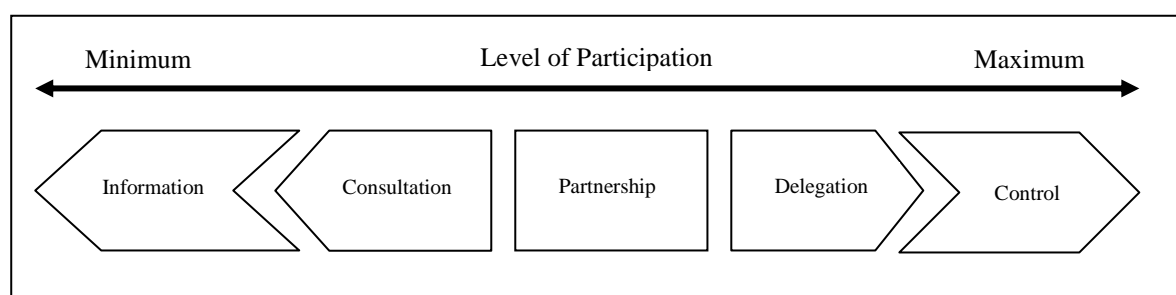 Minimum Level of Participation Maximum
Information Consultation Partnership Delegation Control